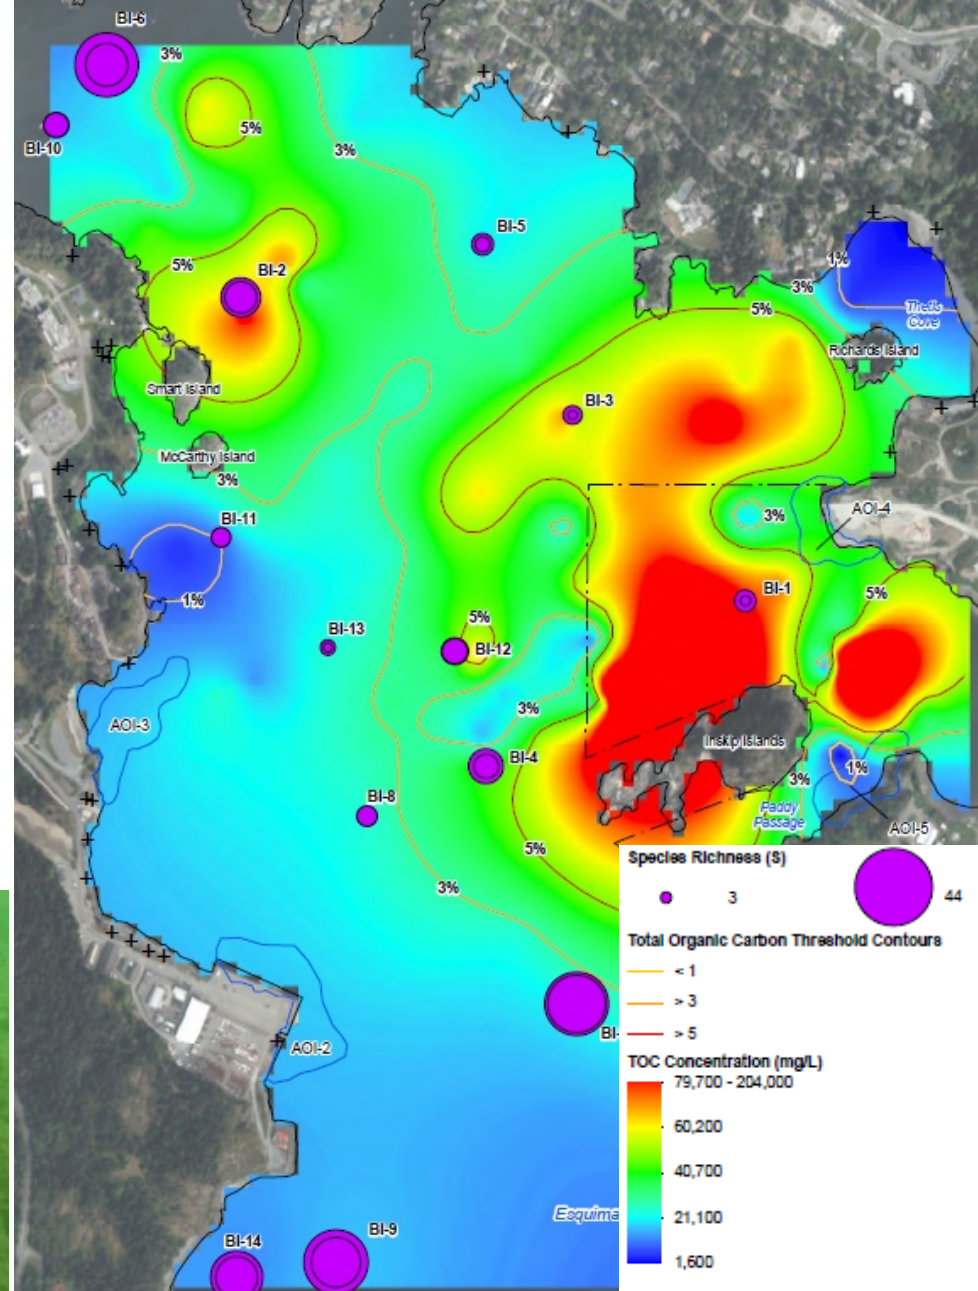 BI-6
3%
5%
BI-10
3%
BI-5
5%
BI-2
1%
3%
Thetis
Cove
5%
Richards Island
Smart Island
BI-3
McCarthy Island
3%
BI-11
3%
AOI-4
1%
BI-1
5%
5%
BI-13
BI-12
3%
AOI-3
Inskip Islands
BI-4
1%
3%
BI-8
Paddy
Passage
AOI-5
5%
3%
Species Richness (S)
3
44
Total Organic Carbon Threshold Contours
< 1
> 3
> 5
BI-
AOI-2
TOC Concentration (mg/L)
79,700 - 204,000
60,200
40,700
21,100
1,600
Esquima
BI-9
BI-14